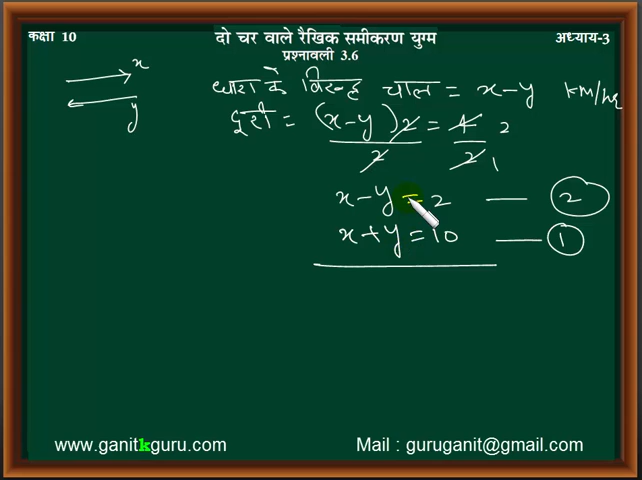 कक्षा 10 दो चर वाले रैखिक समीकरण युग्म अध्याय-3
प्रश्नावली 3.6
x
y
धारा के विरूद्ध चाल = x-y KM/hr
दूरी = (x-y)2 = 4 2
2 2 1
x-y = 2 — 2
x+y = 10 — 1
www.ganitkguru.com Mail : guruganit@gmail.com